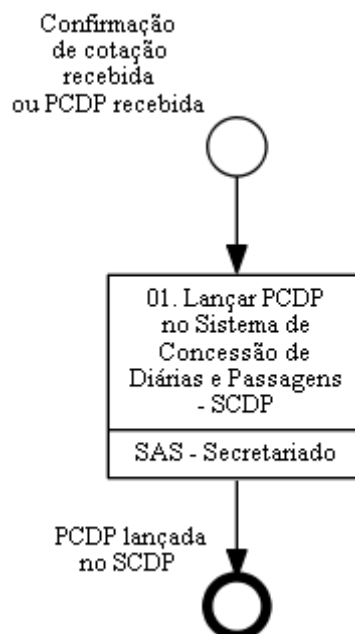 Confirmação
de cotação
recebida
ou PCDP recebida
01. Lançar PCDP
no Sistema de
Concessão de
Diárias e Passagens
- SCDP
SAS - Secretariado
PCDP lançada
no SCDP